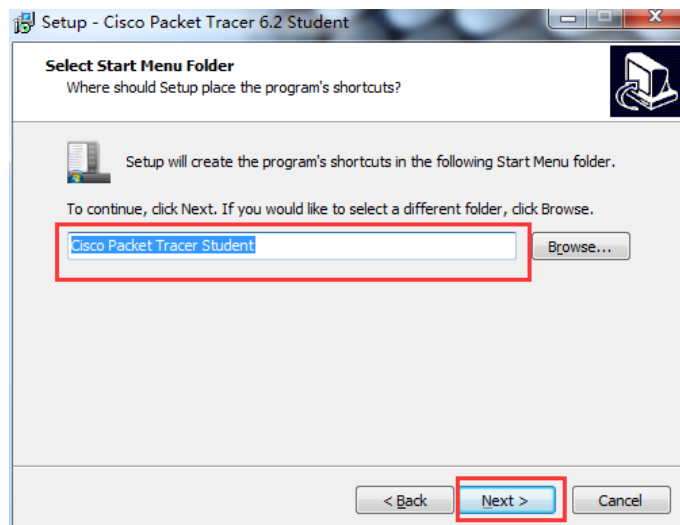 Setup - Cisco Packet Tracer 6.2 Student
Select Start Menu Folder
Where should Setup place the program's shortcuts?
Setup will create the program's shortcuts in the following Start Menu folder.
To continue, click Next. If you would like to select a different folder, click Browse.
Cisco Packet Tracer Student
Browse...
< Back Next > Cancel